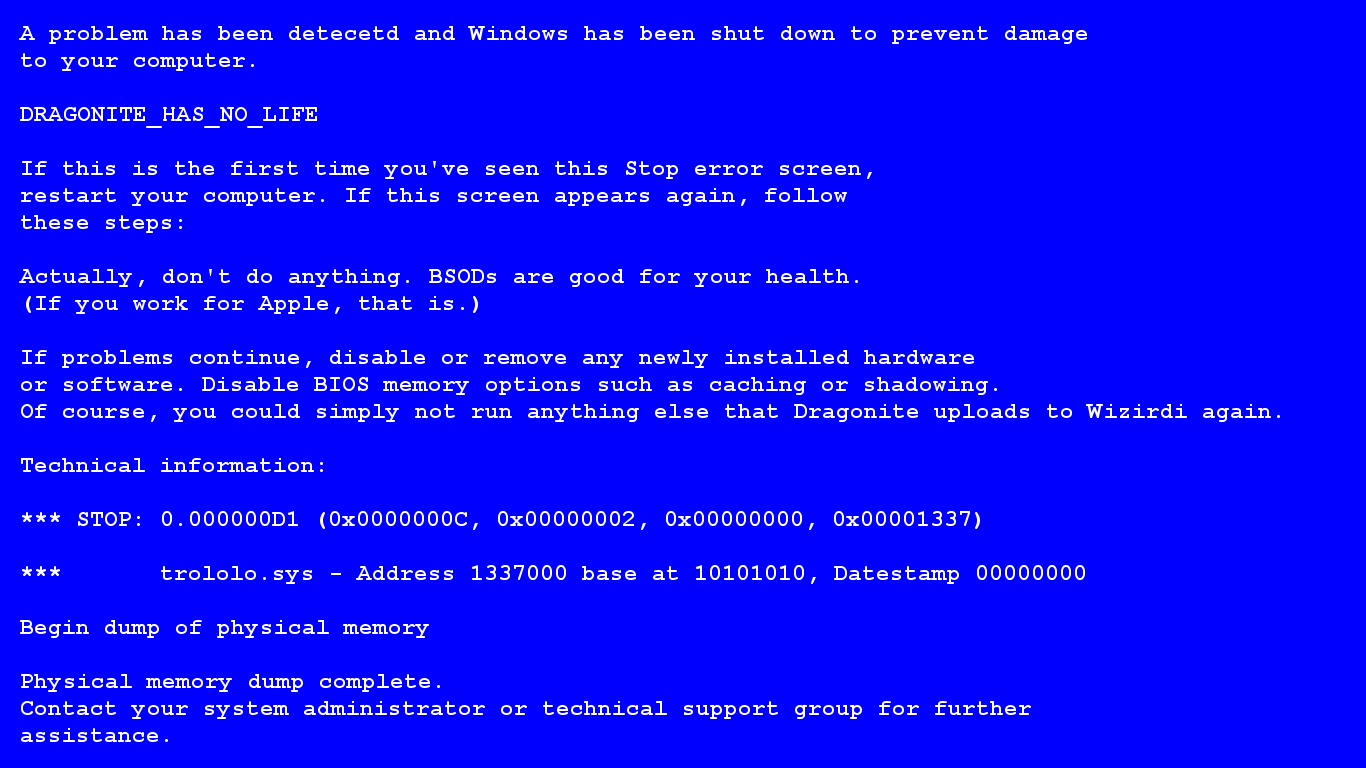 A problem has been detecetd and Windows has been shut down to prevent damage
to your computer.
DRAGONITE_HAS_NO_LIFE
If this is the first time you've seen this Stop error screen,
restart your computer. If this screen appears again, follow
these steps:
Actually, don't do anything. BSODs are good for your health.
(If you work for Apple, that is.)
If problems continue, disable or remove any newly installed hardware
or software. Disable BIOS memory options such as caching or shadowing.
Of course, you could simply not run anything else that Dragonite uploads to Wizirdi again.
Technical information:
*** STOP: 0.000000D1 (0x0000000C, 0x00000002, 0x00000000, 0x00001337)
***       trololo.sys – Address 1337000 base at 10101010, Datestamp 00000000
Begin dump of physical memory
Physical memory dump complete.
Contact your system administrator or technical support group for further
assistance.